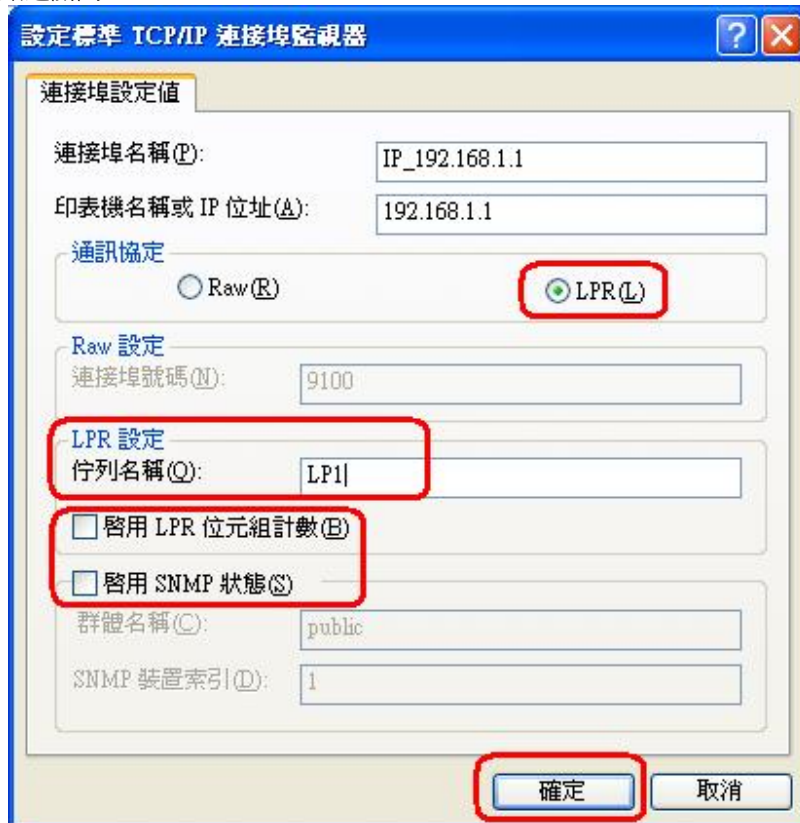 設定標準 TCP/IP 連接埠監視器
連接埠設定值
連接埠名稱(P): IP_192.168.1.1
印表機名稱或 IP 位址(A): 192.168.1.1
通訊協定
Raw(R) LPR(L)
Raw 設定
連接埠號碼(N): 9100
LPR 設定
佇列名稱(Q): LP1
啟用 LPR 位元組計數(B)
啟用 SNMP 狀態(S)
群體名稱(C): public
SNMP 裝置索引(D): 1
確定 取消